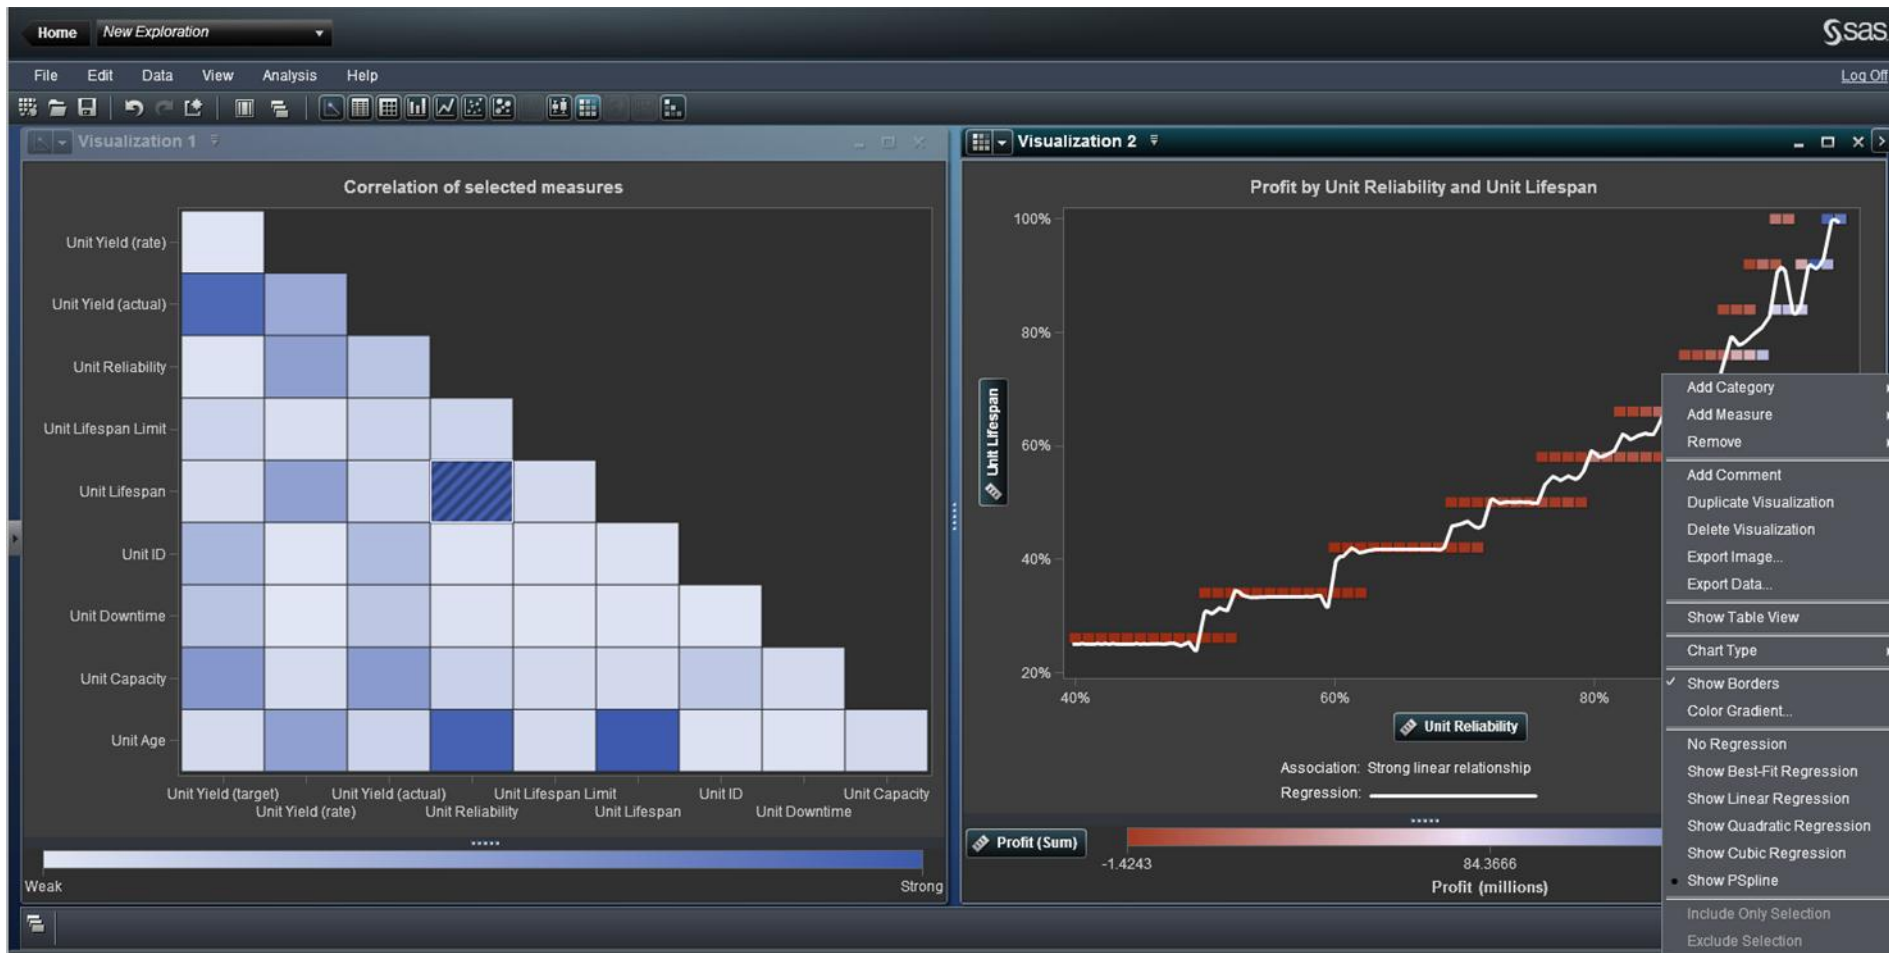 Home New Exploration
sas
File Edit Data View Analysis Help
Log Off
Visualization 1
Correlation of selected measures
Unit Yield (rate)
Unit Yield (actual)
Unit Reliability
Unit Lifespan Limit
Unit Lifespan
Unit ID
Unit Downtime
Unit Capacity
Unit Age
Unit Yield (target) Unit Yield (actual) Unit Lifespan Limit Unit ID Unit Capacity
Unit Yield (rate) Unit Reliability Unit Lifespan Unit Downtime
Weak Strong
Visualization 2
Profit by Unit Reliability and Unit Lifespan
100%
80%
60%
40%
20%
Unit Lifespan
40% 60% 80%
Unit Reliability
Association: Strong linear relationship
Regression:
Profit (Sum)
-1.4243 84.3666
Profit (millions)
Add Category
Add Measure
Remove
Add Comment
Duplicate Visualization
Delete Visualization
Export Image...
Export Data...
Show Table View
Chart Type
Show Borders
Color Gradient...
No Regression
Show Best-Fit Regression
Show Linear Regression
Show Quadratic Regression
Show Cubic Regression
Show PSpline
Include Only Selection
Exclude Selection